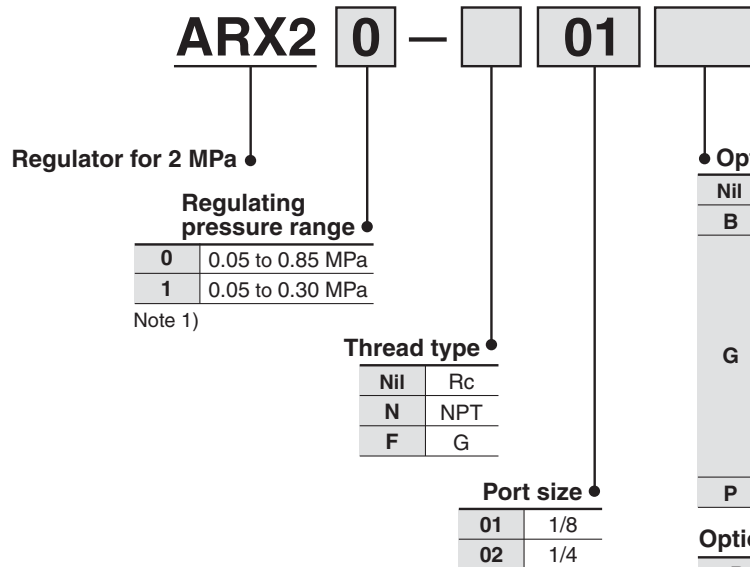 ARX2 0 — 01
Regulator for 2 MPa
Regulating
pressure range
0 0.05 to 0.85 MPa
1 0.05 to 0.30 MPa
Note 1)
Thread type
Nil Rc
N NPT
F G
Port size
01 1/8
02 1/4
Nil
B
G
P